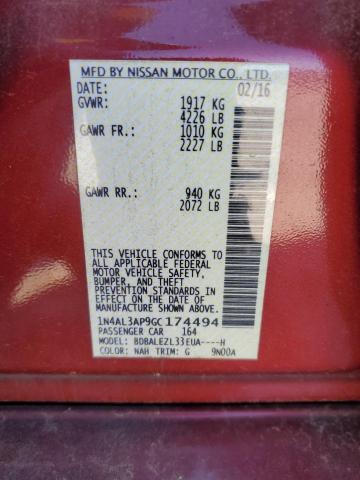 MFD BY NISSAN MOTOR CO., LTD.
DATE: 02/16
GVWR: 1917 KG
4226 LB
GAWR FR: 1010 KG
2227 LB
GAWR RR: 940 KG
2072 LB
THIS VEHICLE CONFORMS TO
ALL APPLICABLE FEDERAL
MOTOR VEHICLE SAFETY,
BUMPER, AND THEFT
PREVENTION STANDARDS IN
EFFECT ON THE DATE OF
MANUFACTURE SHOWN ABOVE.
1N4AL3AP9GC174494
PASSENGER CAR 164
MODEL: BDBALEZL33EUA----H
COLOR: NAH TRIM: G 9N00A